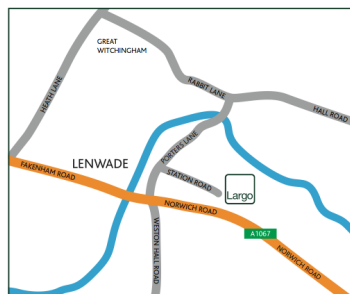 GREAT
WITCHINGHAM
HEATH LANE
RABBIT LANE
HALL ROAD
PORTERS LANE
LENWADE
STATION ROAD
FAKENHAM ROAD
Largo
NORWICH ROAD
WESTON HALL ROAD
A1067
NORWICH ROAD